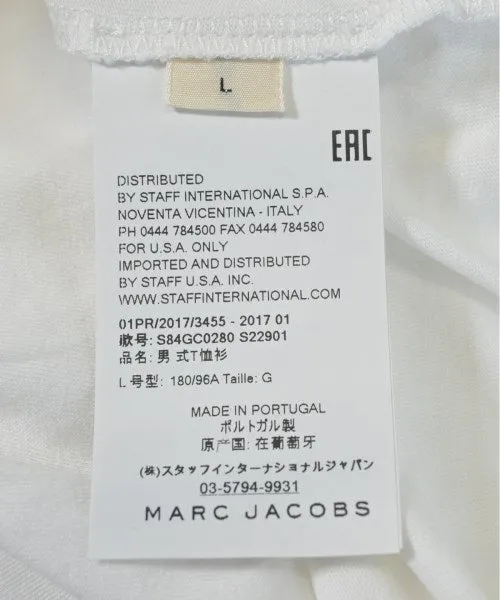 L
EAC
DISTRIBUTED
BY STAFF INTERNATIONAL S.P.A.
NOVENTA VICENTINA - ITALY
PH 0444 784500 FAX 0444 784580
FOR U.S.A. ONLY
IMPORTED AND DISTRIBUTED
BY STAFF U.S.A. INC.
WWW.STAFFINTERNATIONAL.COM
01PR/2017/3455 - 2017 01
款号: S84GC0280 S22901
品名: 男 式T恤衫
L 号型: 180/96A Taille: G
MADE IN PORTUGAL
ポルトガル製
原产国: 在葡萄牙
(株)スタッフインターナショナルジャパン
03-5794-9931
MARC JACOBS